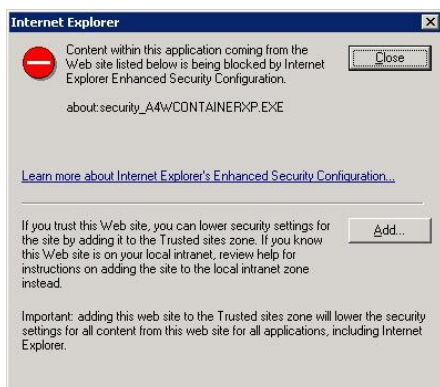 Internet Explorer
Content within this application coming from the
Web site listed below is being blocked by Internet
Explorer Enhanced Security Configuration.
Close
about:security_A4WCONTAINERXP.EXE
Learn more about Internet Explorer's Enhanced Security Configuration...
If you trust this Web site, you can lower security settings for
the site by adding it to the Trusted sites zone. If you know
this Web site is on your local intranet, review help for
instructions on adding the site to the local intranet zone
instead.
Add...
Important: adding this web site to the Trusted sites zone will lower the security
settings for all content from this web site for all applications, including Internet
Explorer.